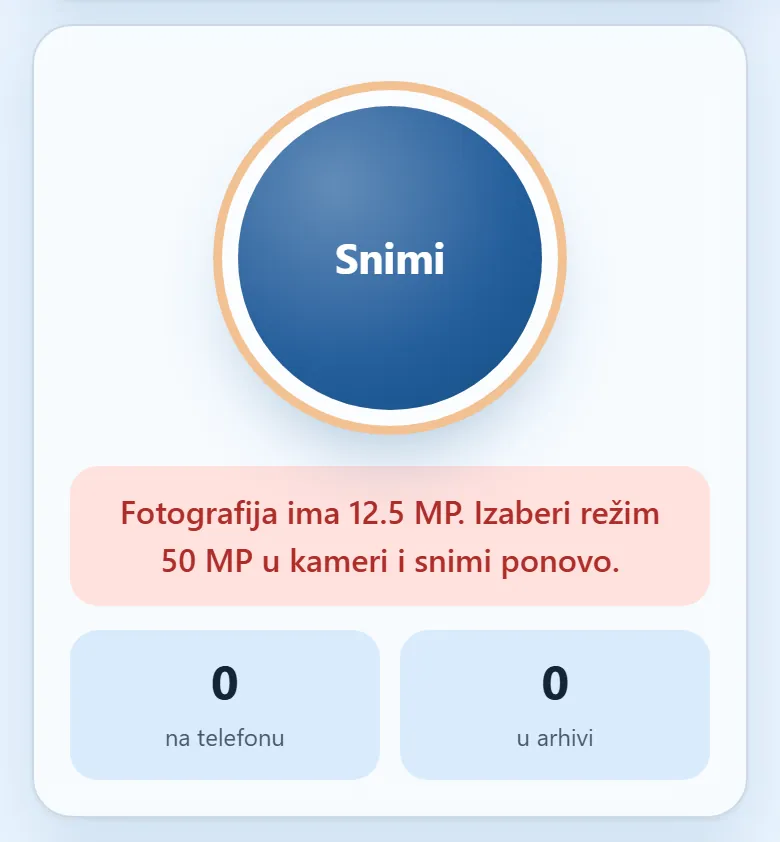 Snimi
Fotografija ima 12.5 MP. Izaberi režim
50 MP u kameri i snimi ponovo.
0
na telefonu
0
u arhivi